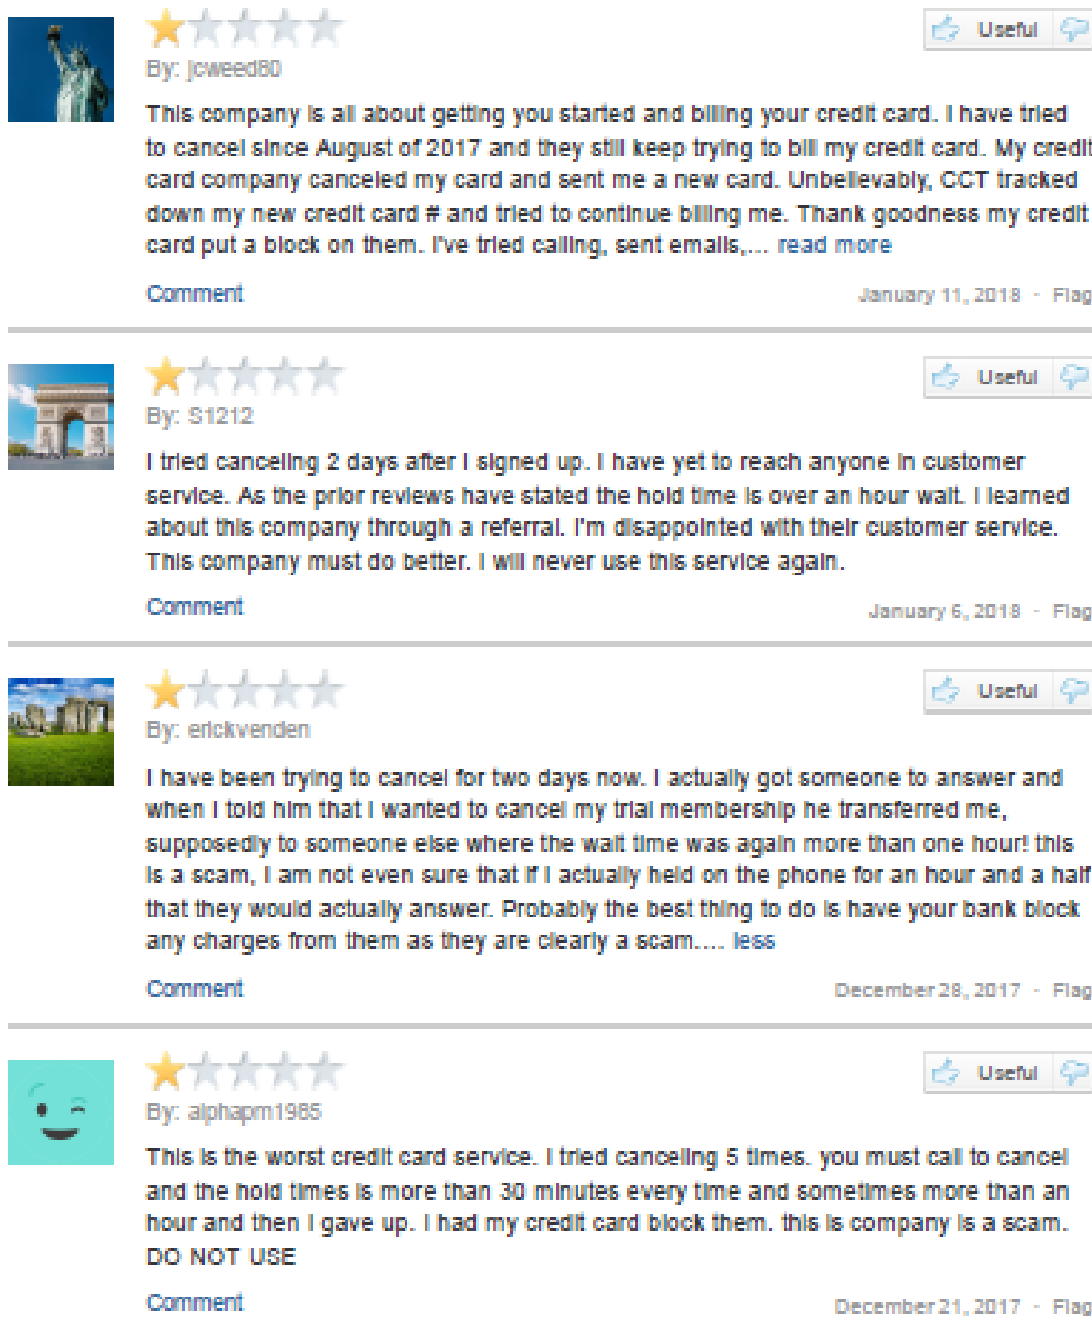 Useful
By: jcweed80
This company is all about getting you started and billing your credit card. I have tried
to cancel since August of 2017 and they still keep trying to bill my credit card. My credit
card company canceled my card and sent me a new card. Unbelievably, CCT tracked
down my new credit card # and tried to continue billing me. Thank goodness my credit
card put a block on them. I've tried calling, sent emails,... read more
Comment
January 11, 2018 - Flag
Useful
By: S1212
I tried canceling 2 days after I signed up. I have yet to reach anyone in customer
service. As the prior reviews have stated the hold time is over an hour wait. I learned
about this company through a referral. I'm disappointed with their customer service.
This company must do better. I will never use this service again.
Comment
January 6, 2018 - Flag
Useful
By: erickvenden
I have been trying to cancel for two days now. I actually got someone to answer and
when I told him that I wanted to cancel my trial membership he transferred me,
supposedly to someone else where the wait time was again more than one hour! this
is a scam, I am not even sure that if I actually held on the phone for an hour and a half
that they would actually answer. Probably the best thing to do is have your bank block
any charges from them as they are clearly a scam.... less
Comment
December 28, 2017 - Flag
Useful
By: alphapm1985
This is the worst credit card service. I tried canceling 5 times. you must call to cancel
and the hold times is more than 30 minutes every time and sometimes more than an
hour and then I gave up. I had my credit card block them. this is company is a scam.
DO NOT USE
Comment
December 21, 2017 - Flag